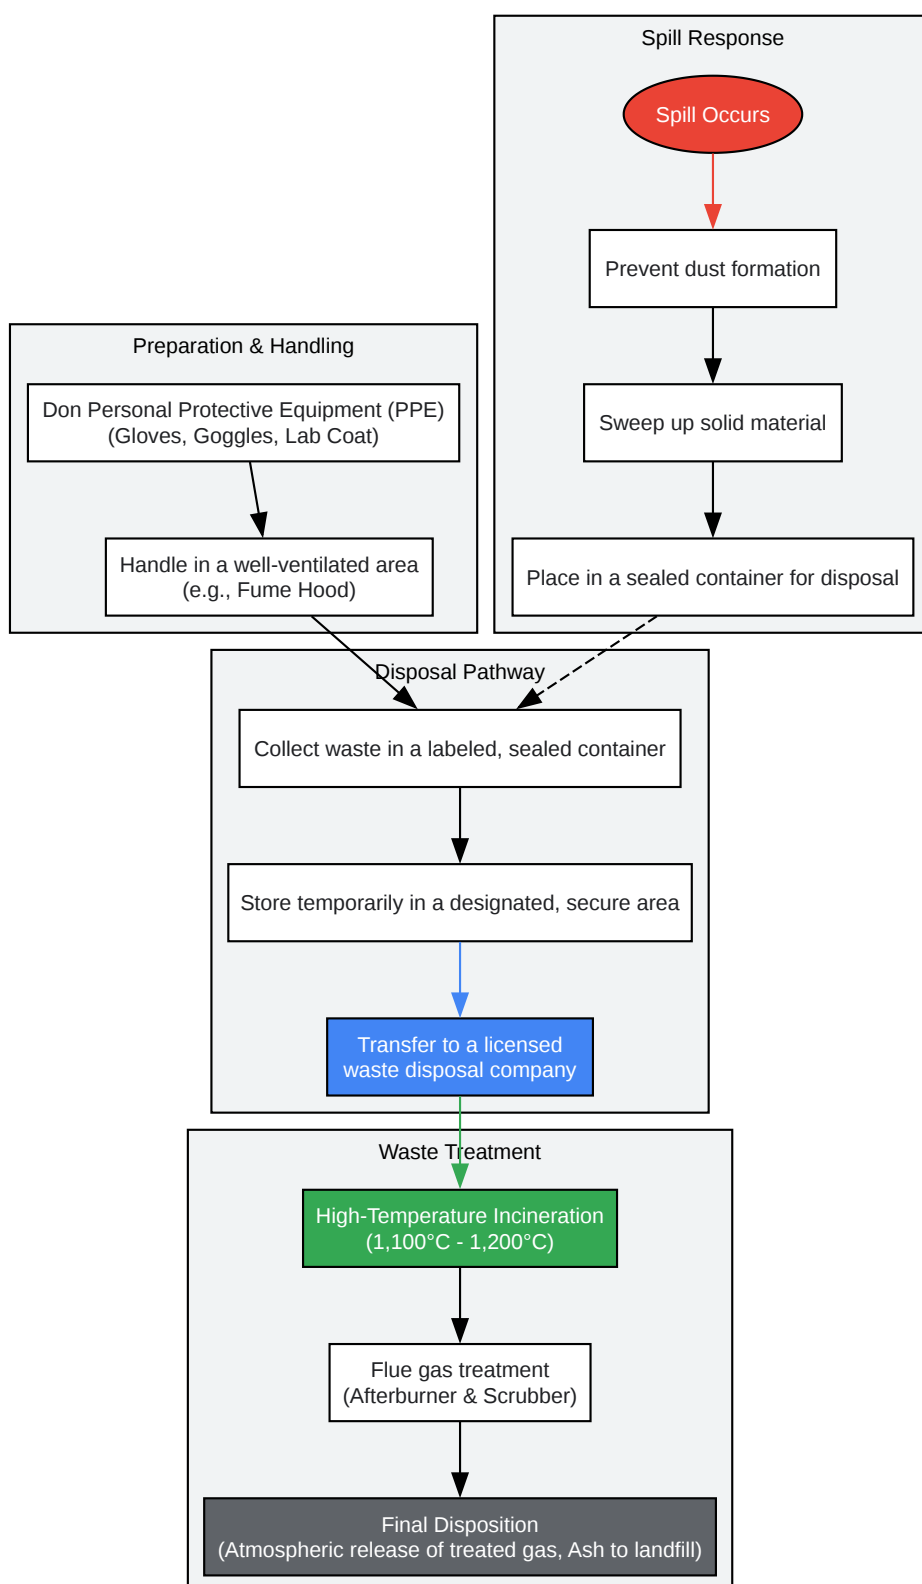 Spill Response
Spill Occurs
Prevent dust formation
Sweep up solid material
Place in a sealed container for disposal
Preparation & Handling
Don Personal Protective Equipment (PPE)
(Gloves, Goggles, Lab Coat)
Handle in a well-ventilated area
(e.g., Fume Hood)
Disposal Pathway
Collect waste in a labeled, sealed container
Store temporarily in a designated, secure area
Transfer to a licensed
waste disposal company
Waste Treatment
High-Temperature Incineration
(1,100°C - 1,200°C)
Flue gas treatment
(Afterburner & Scrubber)
Final Disposition
(Atmospheric release of treated gas, Ash to landfill)